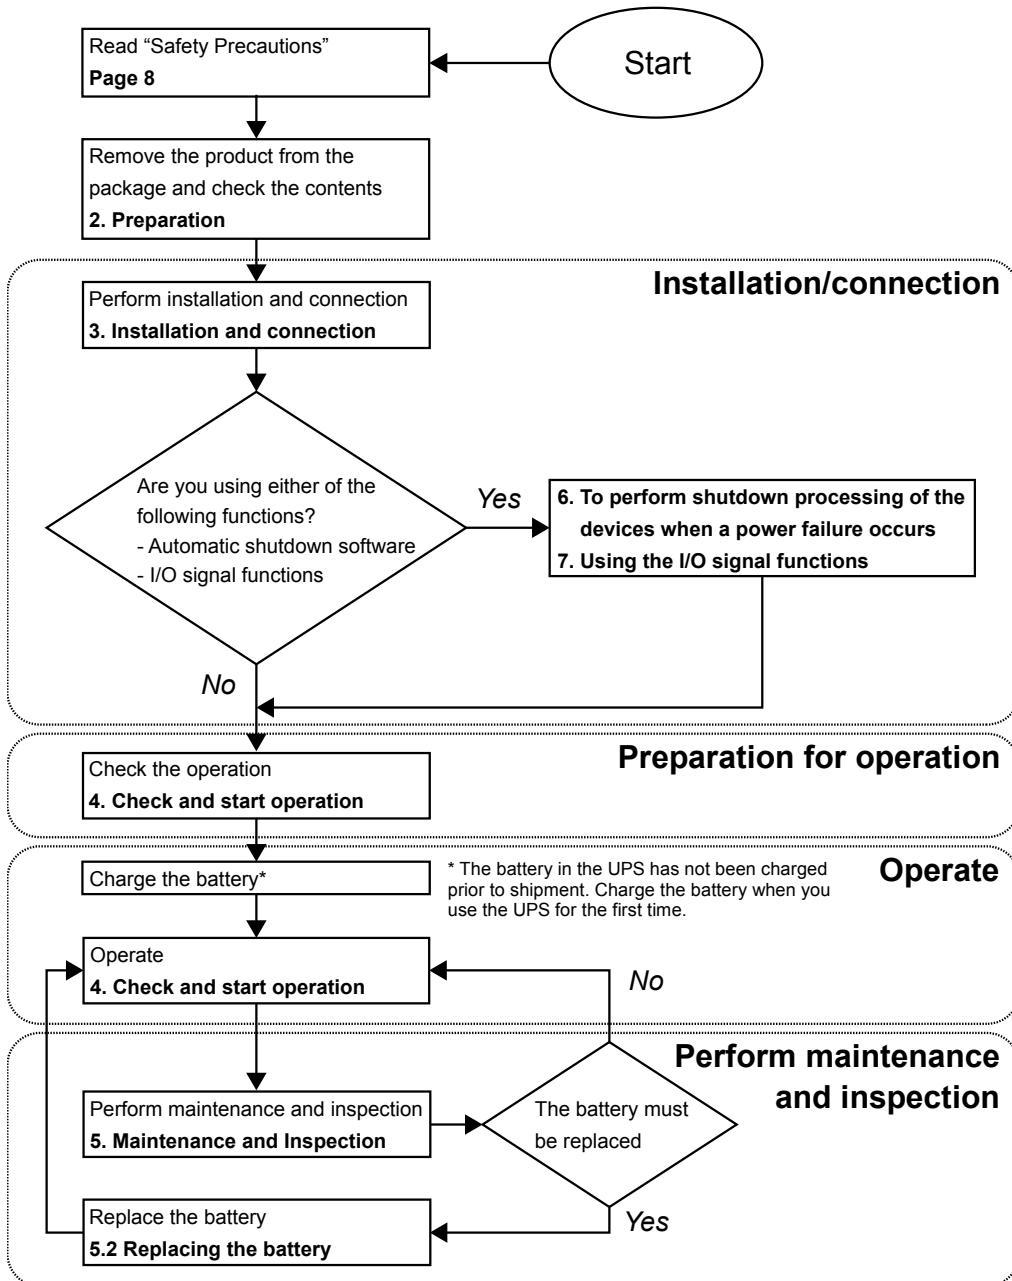 Start
Read “Safety Precautions”
Page 8
Remove the product from the
package and check the contents
2. Preparation
Installation/connection
Perform installation and connection
3. Installation and connection
Are you using either of the
following functions?
- Automatic shutdown software
- I/O signal functions
Yes
6. To perform shutdown processing of the
devices when a power failure occurs
7. Using the I/O signal functions
No
Preparation for operation
Check the operation
4. Check and start operation
Operate
Charge the battery*
* The battery in the UPS has not been charged
prior to shipment. Charge the battery when you
use the UPS for the first time.
Operate
4. Check and start operation
No
Perform maintenance
and inspection
Perform maintenance and inspection
5. Maintenance and Inspection
The battery must
be replaced
Yes
Replace the battery
5.2 Replacing the battery